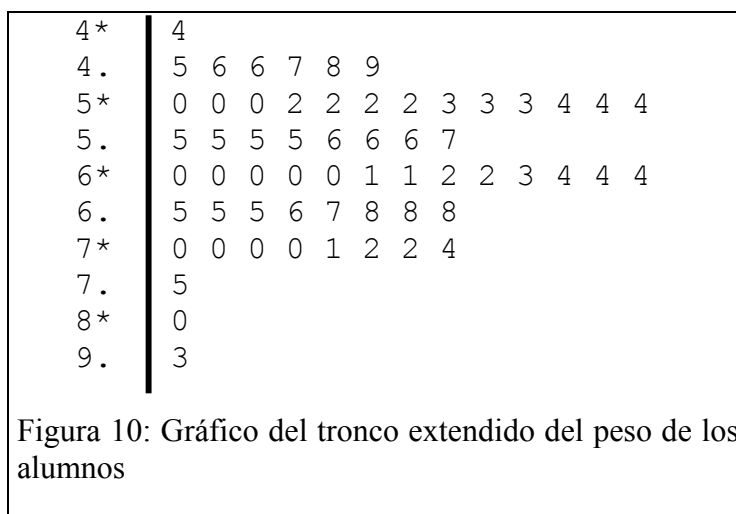 4* 4
4. 5 6 6 7 8 9
5* 0 0 0 2 2 2 2 3 3 3 4 4 4
5. 5 5 5 5 6 6 6 7
6* 0 0 0 0 0 1 1 2 2 3 4 4 4
6. 5 5 5 6 7 8 8 8
7* 0 0 0 0 1 2 2 4
7. 5
8* 0
9. 3
Figura 10: Gráfico del tronco extendido del peso de los
alumnos